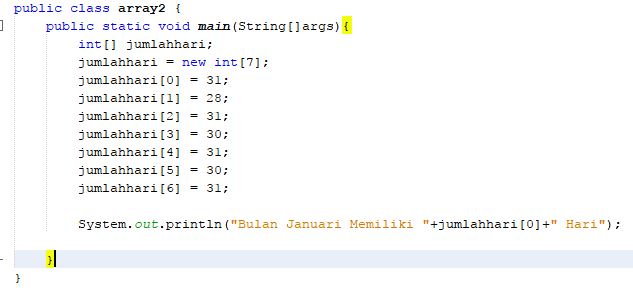 public class array2 {
    public static void main(String[]args){
        int[] jumlahhari;
        jumlahhari = new int[7];
        jumlahhari[0] = 31;
        jumlahhari[1] = 28;
        jumlahhari[2] = 31;
        jumlahhari[3] = 30;
        jumlahhari[4] = 31;
        jumlahhari[5] = 30;
        jumlahhari[6] = 31;

        System.out.println("Bulan Januari Memiliki "+jumlahhari[0]+" Hari");

    }
}